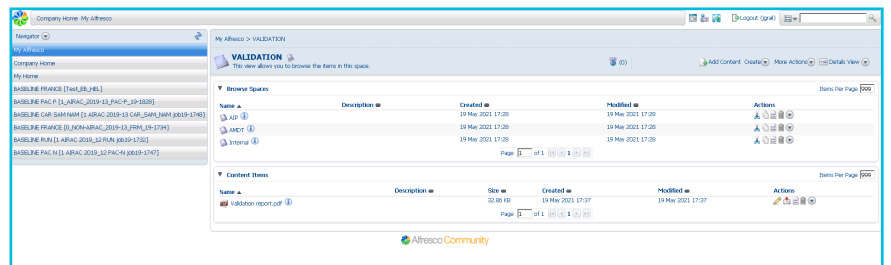 Company Home My Alfresco
Logout (gral)
Navigator
My Alfresco
Company Home
My Home
BASELINE FRANCE [Test_EB_HEL]
BASELINE PAC P [1_AIRAC_2019-13_PAC-P_19-1828]
BASELINE CAR SAM NAM [1 AIRAC 2019-13 CAR_SAM_NAM job19-1748]
BASELINE FRANCE [0_NON-AIRAC_2019-13_FRM_19-1734]
BASELINE RUN [1 AIRAC 2019_12 RUN job19-1732]
BASELINE PAC N [1 AIRAC 2019_12 PAC-N job19-1747]
My Alfresco > VALIDATION
VALIDATION
This view allows you to browse the items in this space.
(0)
Add Content Create More Actions Details View
Browse Spaces Items Per Page 999
Name Description Created Modified Actions
AIP 19 May 2021 17:28 19 May 2021 17:28
AMDT 19 May 2021 17:28 19 May 2021 17:28
Internal 19 May 2021 17:28 19 May 2021 17:28
Page 1 of 1 1
Content Items Items Per Page 999
Name Description Size Created Modified Actions
Validation report.pdf 32.86 KB 19 May 2021 17:37 19 May 2021 17:37
Page 1 of 1 1
Alfresco Community